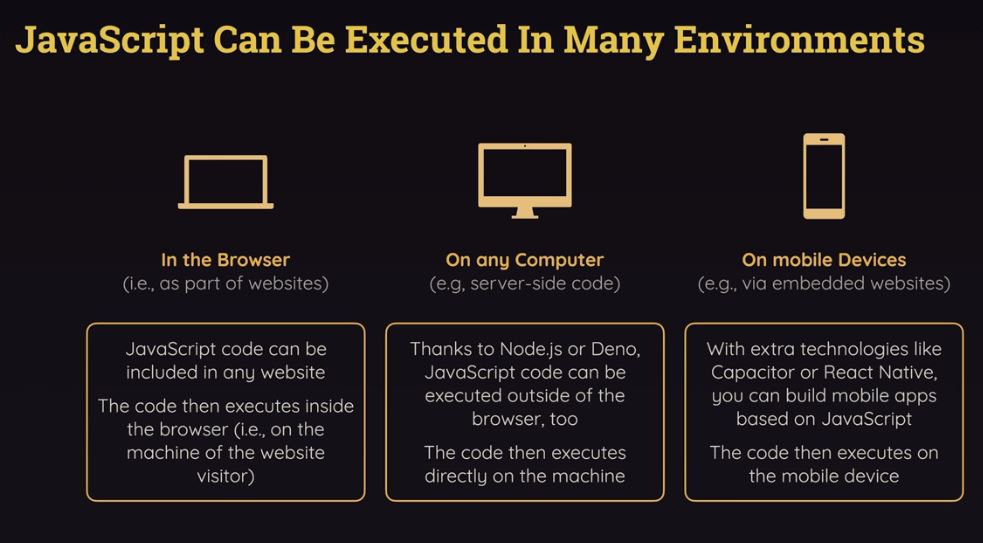 JavaScript Can Be Executed In Many Environments
In the Browser
(i.e., as part of websites)
JavaScript code can be
included in any website
The code then executes inside
the browser (i.e., on the
machine of the website
visitor)
On any Computer
(e.g, server-side code)
Thanks to Node.js or Deno,
JavaScript code can be
executed outside of the
browser, too
The code then executes
directly on the machine
On mobile Devices
(e.g., via embedded websites)
With extra technologies like
Capacitor or React Native,
you can build mobile apps
based on JavaScript
The code then executes on
the mobile device